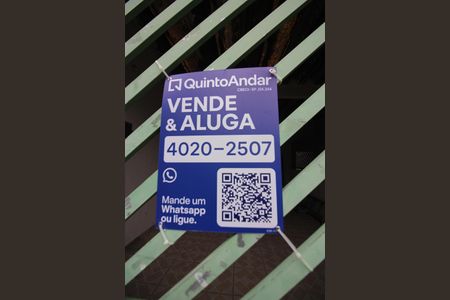 QuintoAndar
VENDE
& ALUGA
4020-2507
Mande um
Whatsapp
ou ligue.